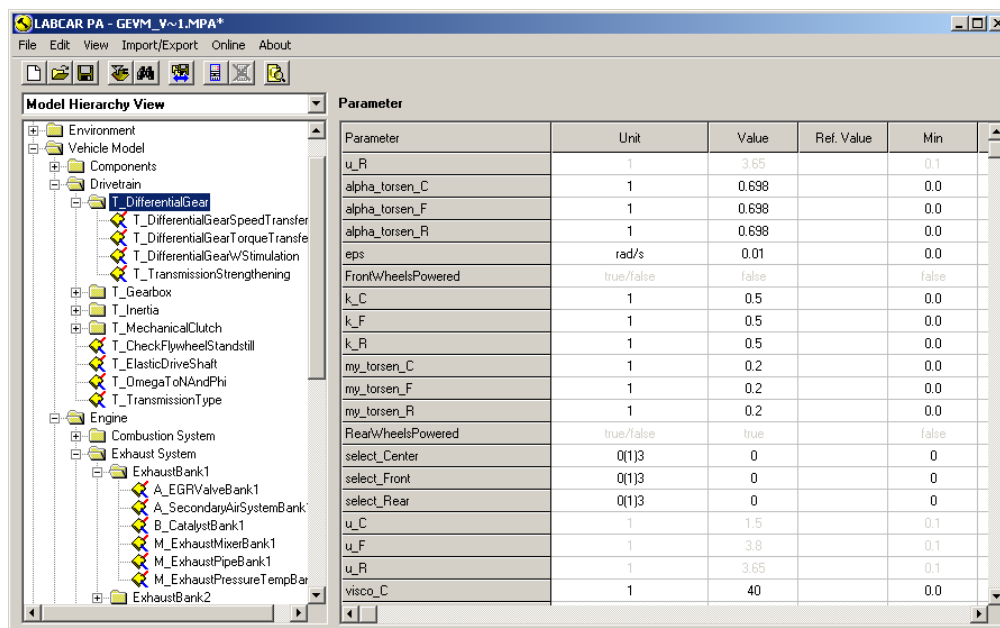 LABCAR PA - GEVM_V~1.MPA*
File Edit View Import/Export Online About
Model Hierarchy View
Environment
Vehicle Model
Components
Drivetrain
T_DifferentialGear
T_DifferentialGearSpeedTransfer
T_DifferentialGearTorqueTransfe
T_DifferentialGearWStimulation
T_TransmissionStrengthening
T_Gearbox
T_Inertia
T_MechanicalClutch
T_CheckFlywheelStandstill
T_ElasticDriveShaft
T_OmegaToNAndPhi
T_TransmissionType
Engine
Combustion System
Exhaust System
ExhaustBank1
A_EGRValveBank1
A_SecondaryAirSystemBank
B_CatalystBank1
M_ExhaustMixerBank1
M_ExhaustPipeBank1
M_ExhaustPressureTempBar
ExhaustBank2
Parameter
Parameter Unit Value Ref. Value Min
u_R 1 3.65 0.1
alpha_torsen_C 1 0.698 0.0
alpha_torsen_F 1 0.698 0.0
alpha_torsen_R 1 0.698 0.0
eps rad/s 0.01 0.0
FrontWheelsPowered true/false false false
k_C 1 0.5 0.0
k_F 1 0.5 0.0
k_R 1 0.5 0.0
my_torsen_C 1 0.2 0.0
my_torsen_F 1 0.2 0.0
my_torsen_R 1 0.2 0.0
RearWheelsPowered true/false true false
select_Center 0(1)3 0 0
select_Front 0(1)3 0 0
select_Rear 0(1)3 0 0
u_C 1 1.5 0.1
u_F 1 3.8 0.1
u_R 1 3.65 0.1
visco_C 1 40 0.0